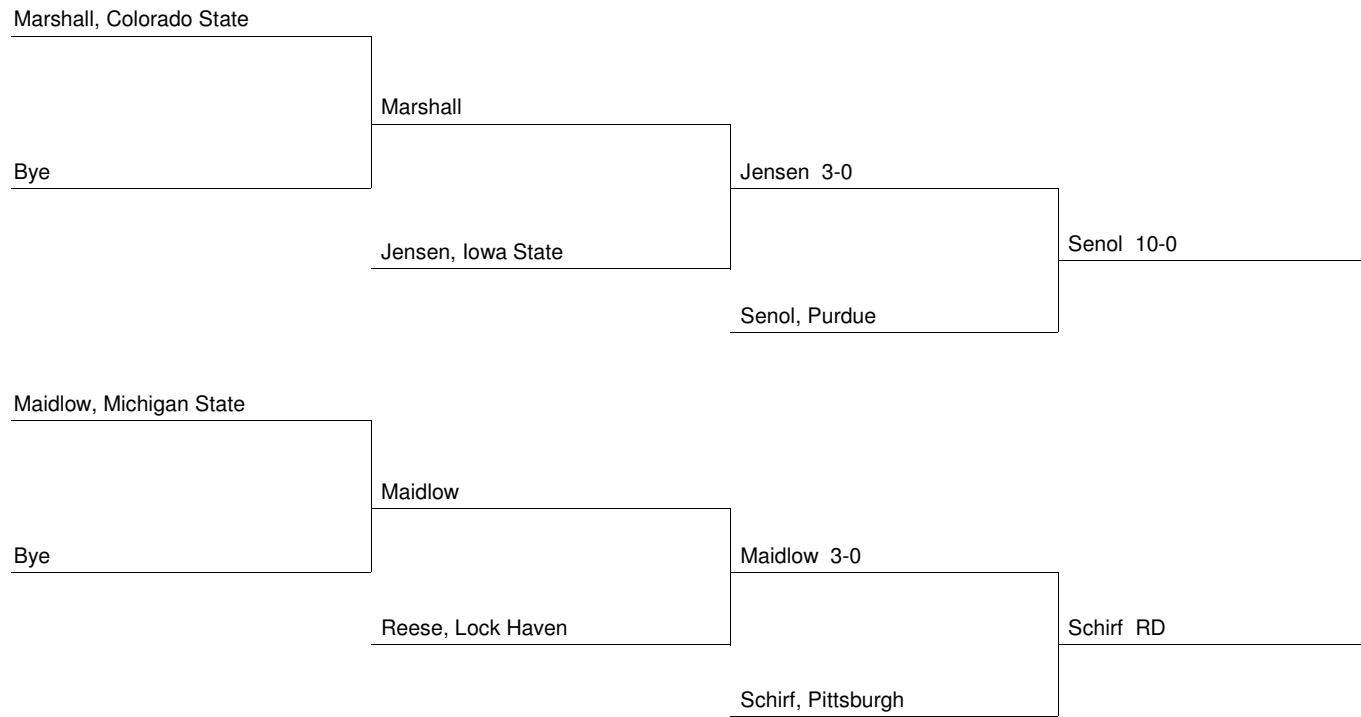 Marshall, Colorado State
Marshall
Bye
Jensen  3-0
Jensen, Iowa State
Senol  10-0
Senol, Purdue
Maidlow, Michigan State
Maidlow
Bye
Maidlow  3-0
Reese, Lock Haven
Schirf  RD
Schirf, Pittsburgh